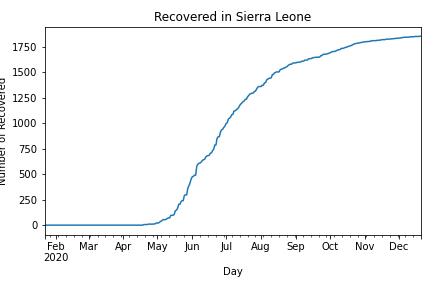 Recovered in Sierra Leone
Number of Recovered
1750
1500
1250
1000
750
500
250
0
Feb Mar Apr May Jun Jul Aug Sep Oct Nov Dec
2020
Day